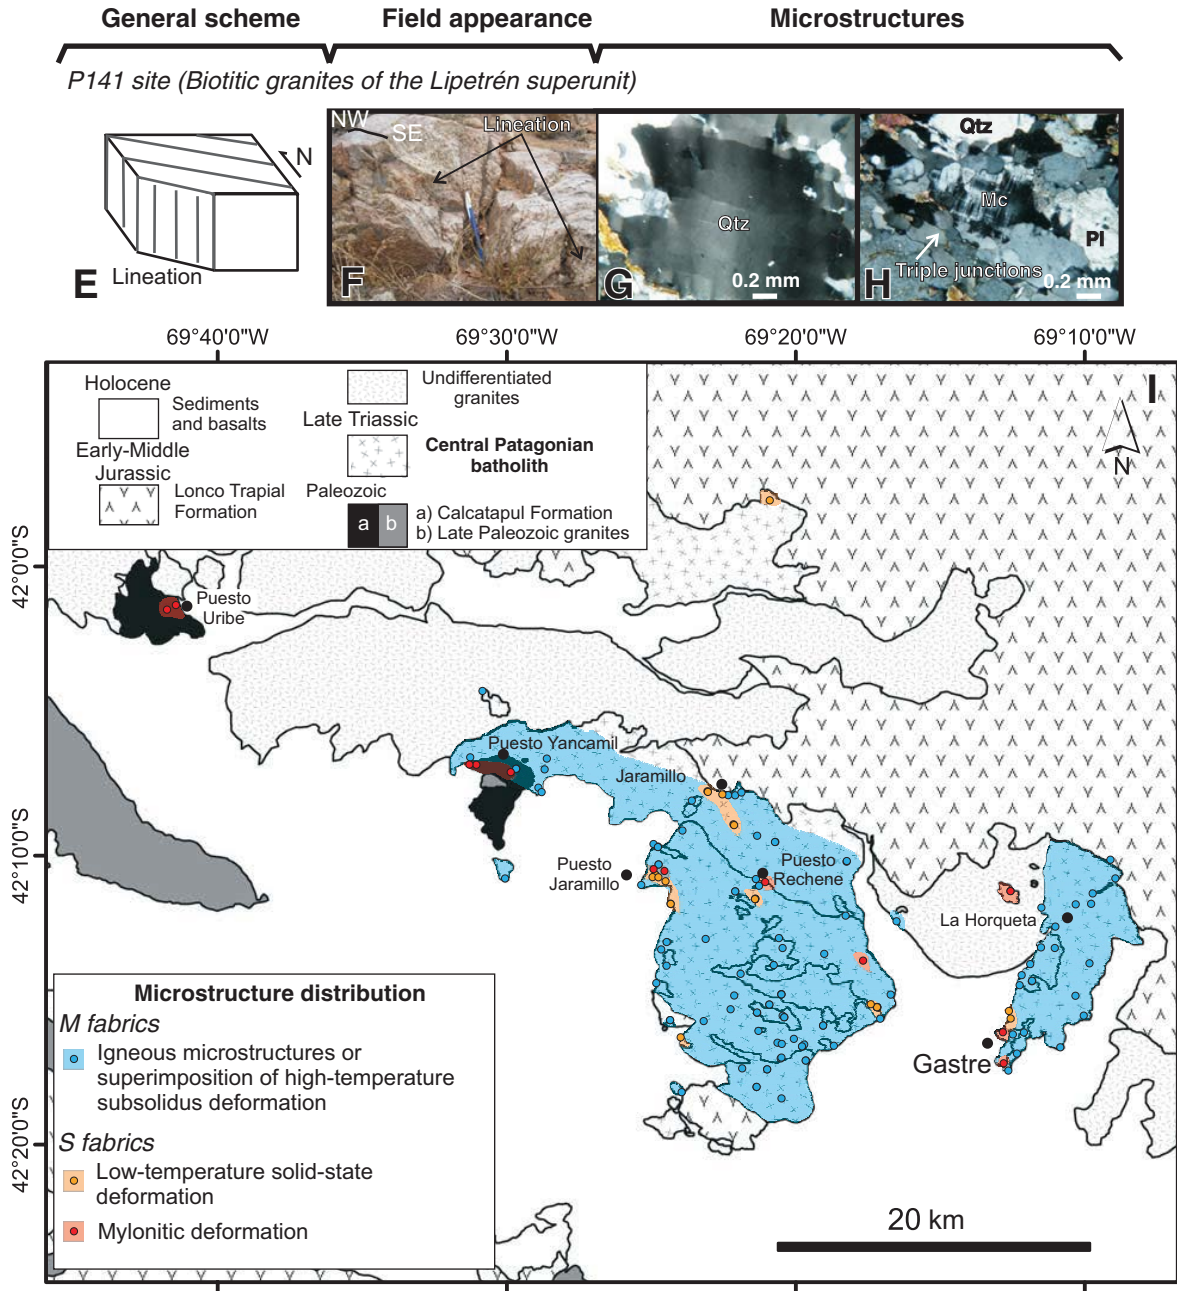 General scheme
Field appearance
Microstructures
P141 site (Biotitic granites of the Lipetrén superunit)
N
Lineation
E
NW
SE
Lineation
F
Qtz
G
0.2 mm
Qtz
Mc
Pl
Triple junctions
H
0.2 mm
69°40'0"W
69°30'0"W
69°20'0"W
69°10'0"W
Holocene
Sediments
and basalts
Early-Middle
Jurassic
Lonco Trapial
Formation
Undifferentiated
granites
Late Triassic
Central Patagonian
batholith
Paleozoic
a
b
a) Calcatapul Formation
b) Late Paleozoic granites
I
N
42°0'0"S
42°10'0"S
42°20'0"S
Puesto
Uribe
Puesto Yancamil
Jaramillo
Puesto
Jaramillo
Puesto
Rechene
La Horqueta
Gastre
Microstructure distribution
M fabrics
Igneous microstructures or
superimposition of high-temperature
subsolidus deformation
S fabrics
Low-temperature solid-state
deformation
Mylonitic deformation
20 km